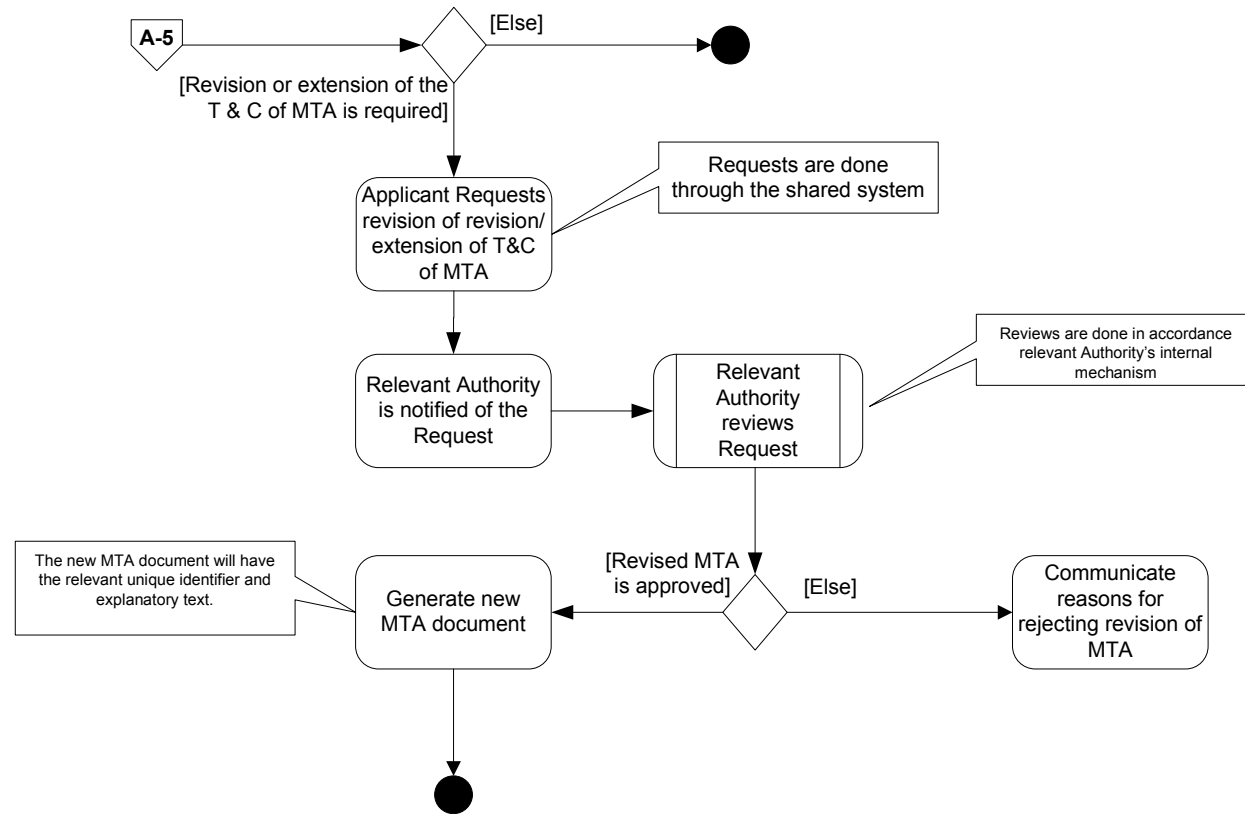 A-5
[Else]
[Revision or extension of the
T & C of MTA is required]
Applicant Requests
revision of revision/
extension of T&C
of MTA
Requests are done
through the shared system
Relevant Authority
is notified of the
Request
Relevant
Authority
reviews
Request
Reviews are done in accordance
relevant Authority's internal
mechanism
[Revised MTA
is approved]
[Else]
The new MTA document will have
the relevant unique identifier and
explanatory text.
Generate new
MTA document
Communicate
reasons for
rejecting revision of
MTA